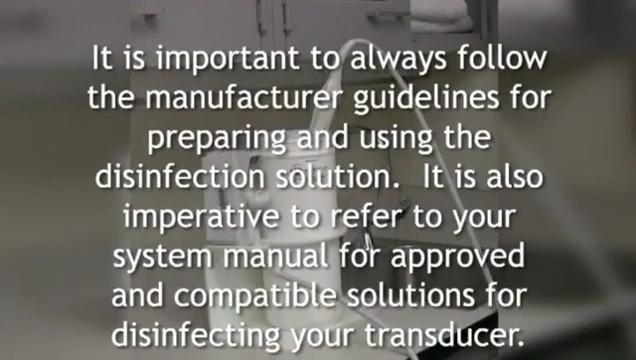 It is important to always follow
the manufacturer guidelines for
preparing and using the
disinfection solution.  It is also
imperative to refer to your
system manual for approved
and compatible solutions for
disinfecting your transducer.